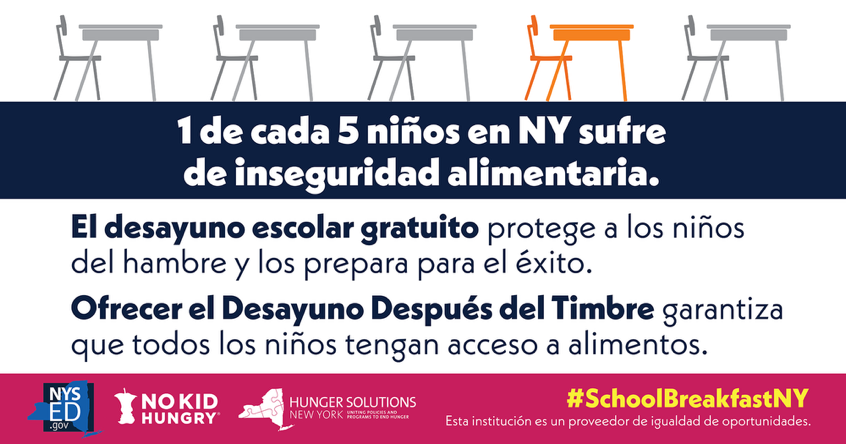 1 de cada 5 niños en NY sufre
de inseguridad alimentaria.
El desayuno escolar gratuito protege a los niños
del hambre y los prepara para el éxito.
Ofrecer el Desayuno Después del Timbre garantiza
que todos los niños tengan acceso a alimentos.
NYS
ED
.gov
NO KID
HUNGRY®
HUNGER SOLUTIONS
NEW YORK UNITING POLICIES AND
PROGRAMS TO END HUNGER
#SchoolBreakfastNY
Esta institución es un proveedor de igualdad de oportunidades.